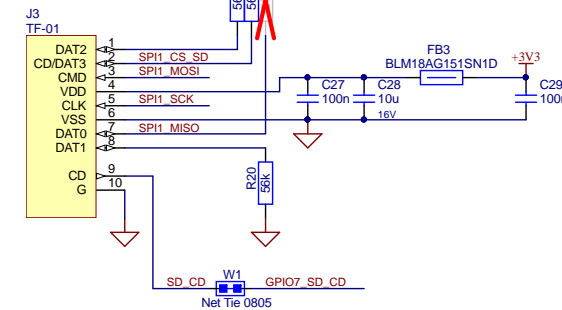 J3
TF-01
DAT2 1
CD/DAT3 2 SPI1_CS_SD
CMD 3 SPI1_MOSI
VDD 4
CLK 5 SPI1_SCK
VSS 6
DAT0 7 SPI1_MISO
DAT1 8
CD 9
G 10
FB3
BLM18AG151SN1D
+3V3
C27
100n
C28
10u
16V
C29
R20
56k
SD_CD
W1
GPIO7_SD_CD
Net Tie 0805